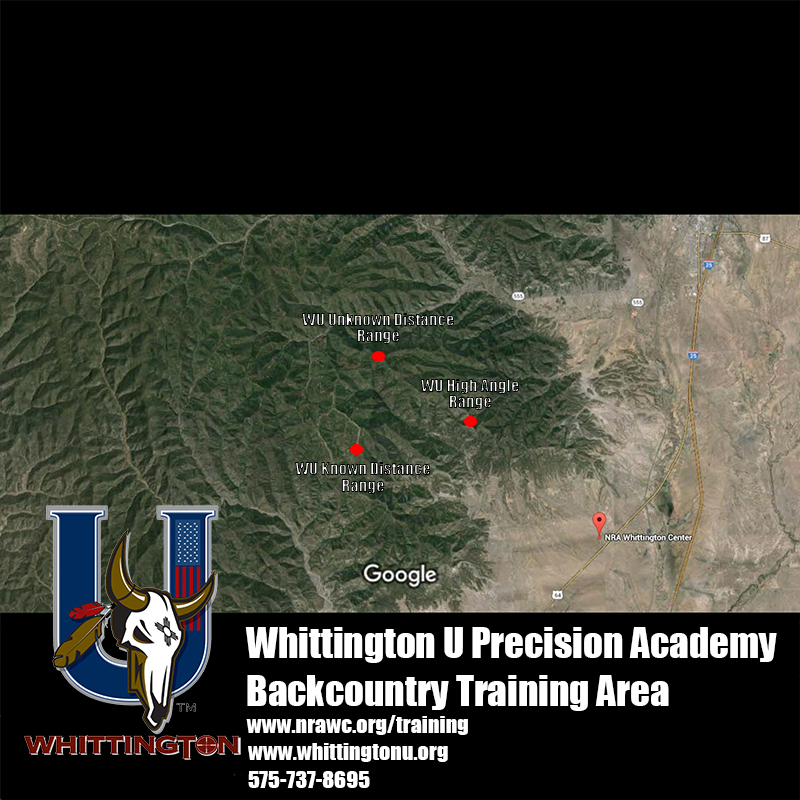 87
25
555
555
WU Unknown Distance
Range
25
WU High Angle
Range
WU Known Distance
Range
NRA Whittington Center
Google
64
Whittington U Precision Academy
Backcountry Training Area
www.nrawc.org/training
www.whittingtonu.org
575-737-8695
U
TM
WHITTINGTON